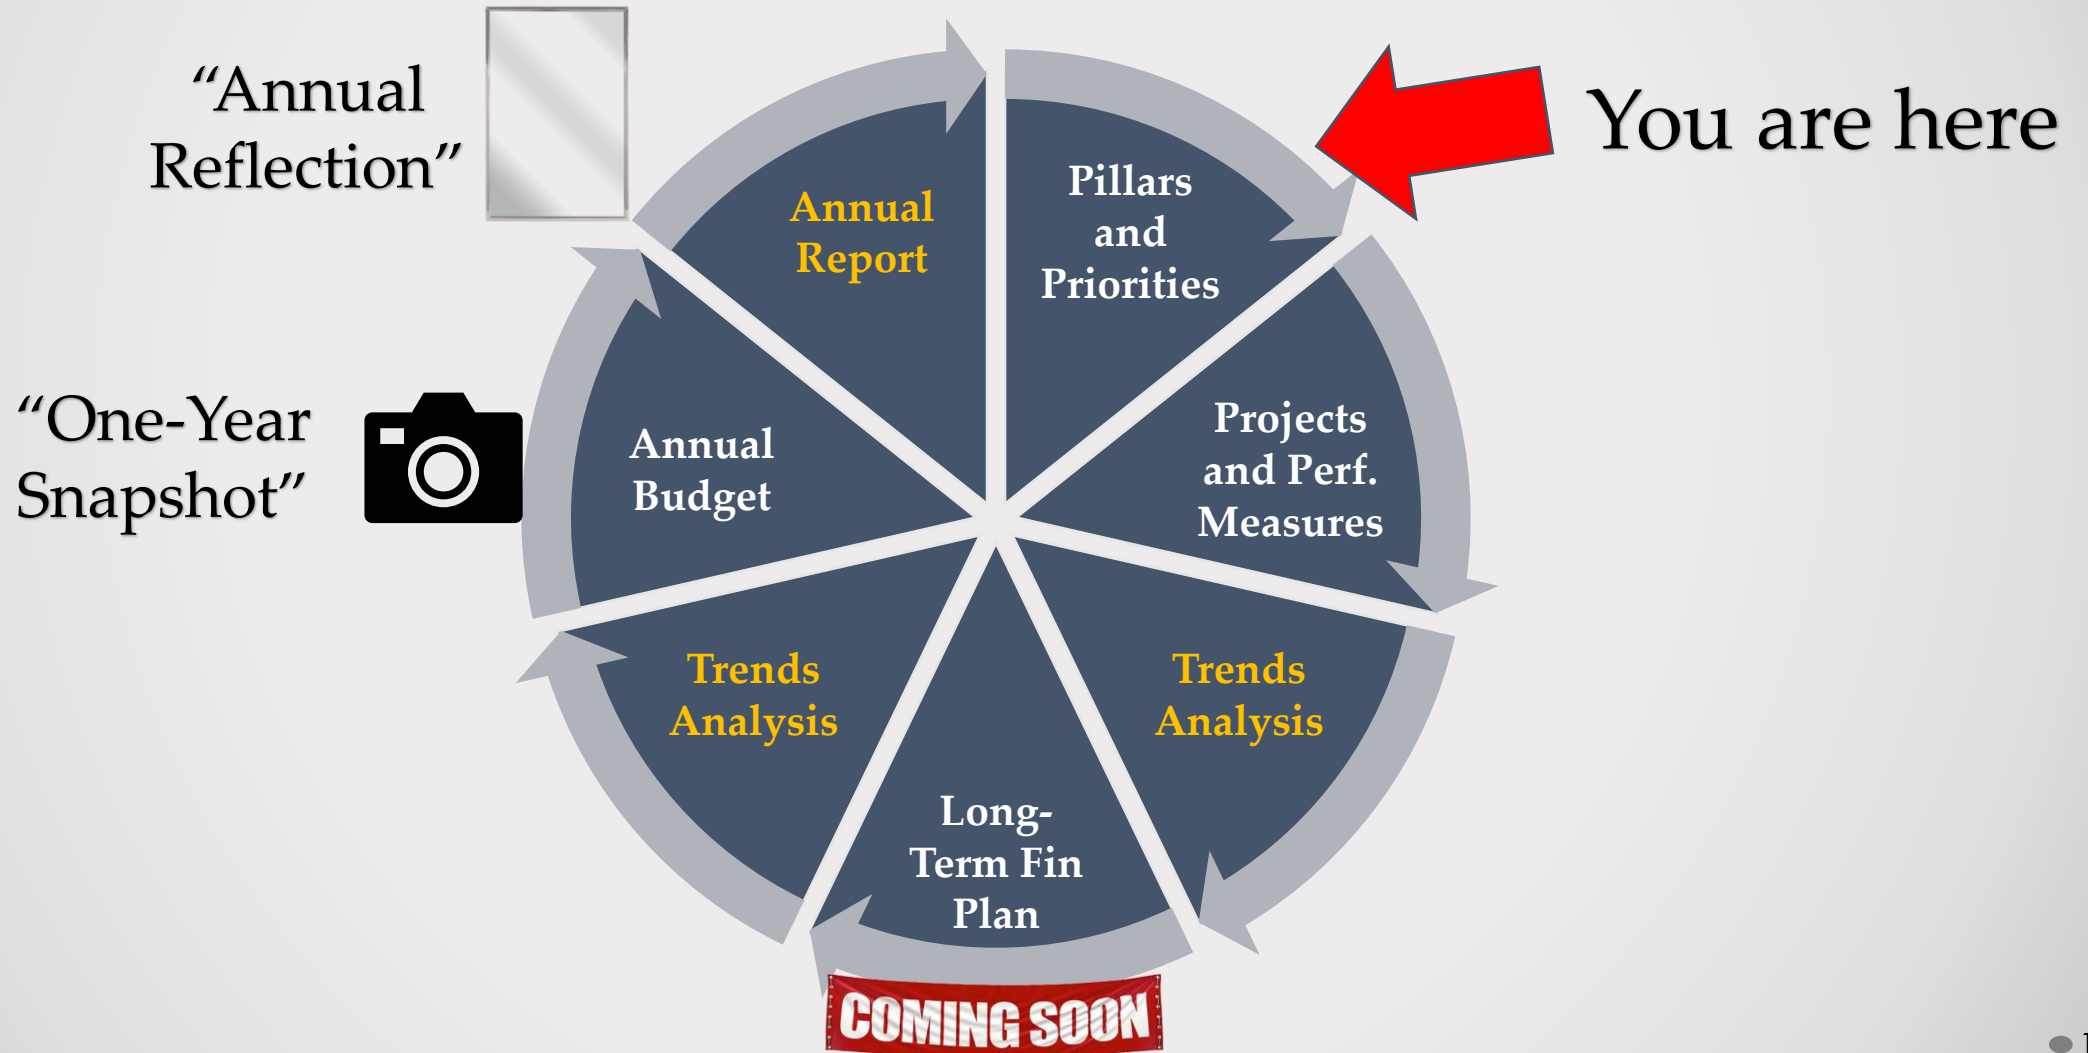 “Annual
Reflection”
You are here
Annual
Report
Pillars
and
Priorities
“One-Year
Snapshot”
Annual
Budget
Projects
and Perf.
Measures
Trends
Analysis
Trends
Analysis
Long-
Term Fin
Plan
COMING SOON